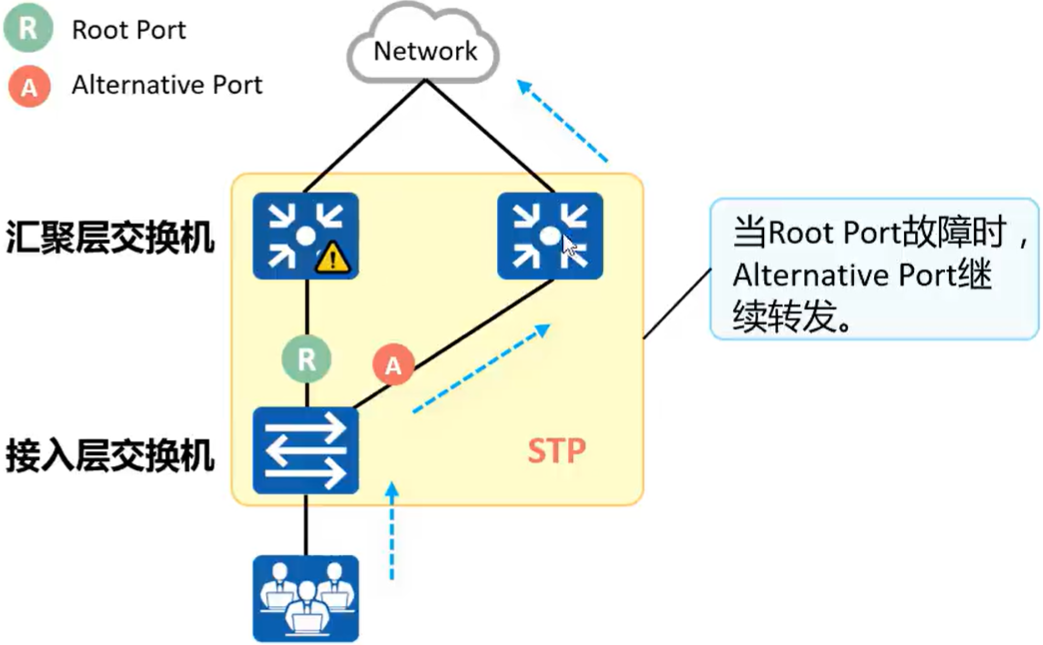 R Root Port
A Alternative Port
Network
汇聚层交换机
当Root Port故障时，
Alternative Port继
续转发。
R
A
接入层交换机
STP